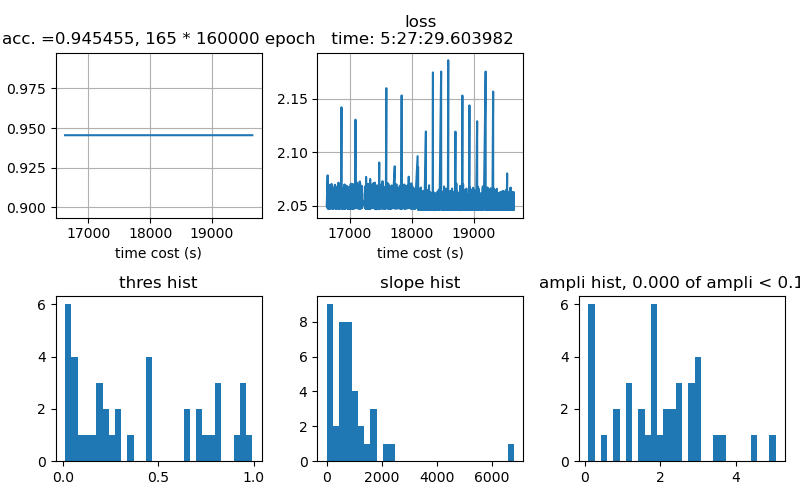 acc. =0.945455, 165 * 160000 epoch
0.975
0.950
0.925
0.900
17000 18000 19000
time cost (s)
loss
time: 5:27:29.603982
2.15
2.10
2.05
17000 18000 19000
time cost (s)
thres hist
6
4
2
0
0.0 0.5 1.0
slope hist
8
6
4
2
0
0 2000 4000 6000
ampli hist, 0.000 of ampli < 0.1
6
4
2
0
0 2 4